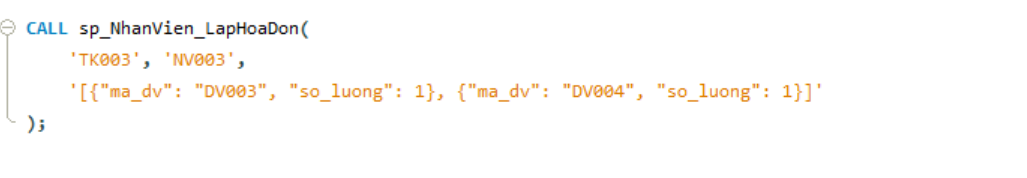 CALL sp_NhanVien_LapHoaDon(
'TK003', 'NV003',
'[{"ma_dv": "DV003", "so_luong": 1}, {"ma_dv": "DV004", "so_luong": 1}]'
);